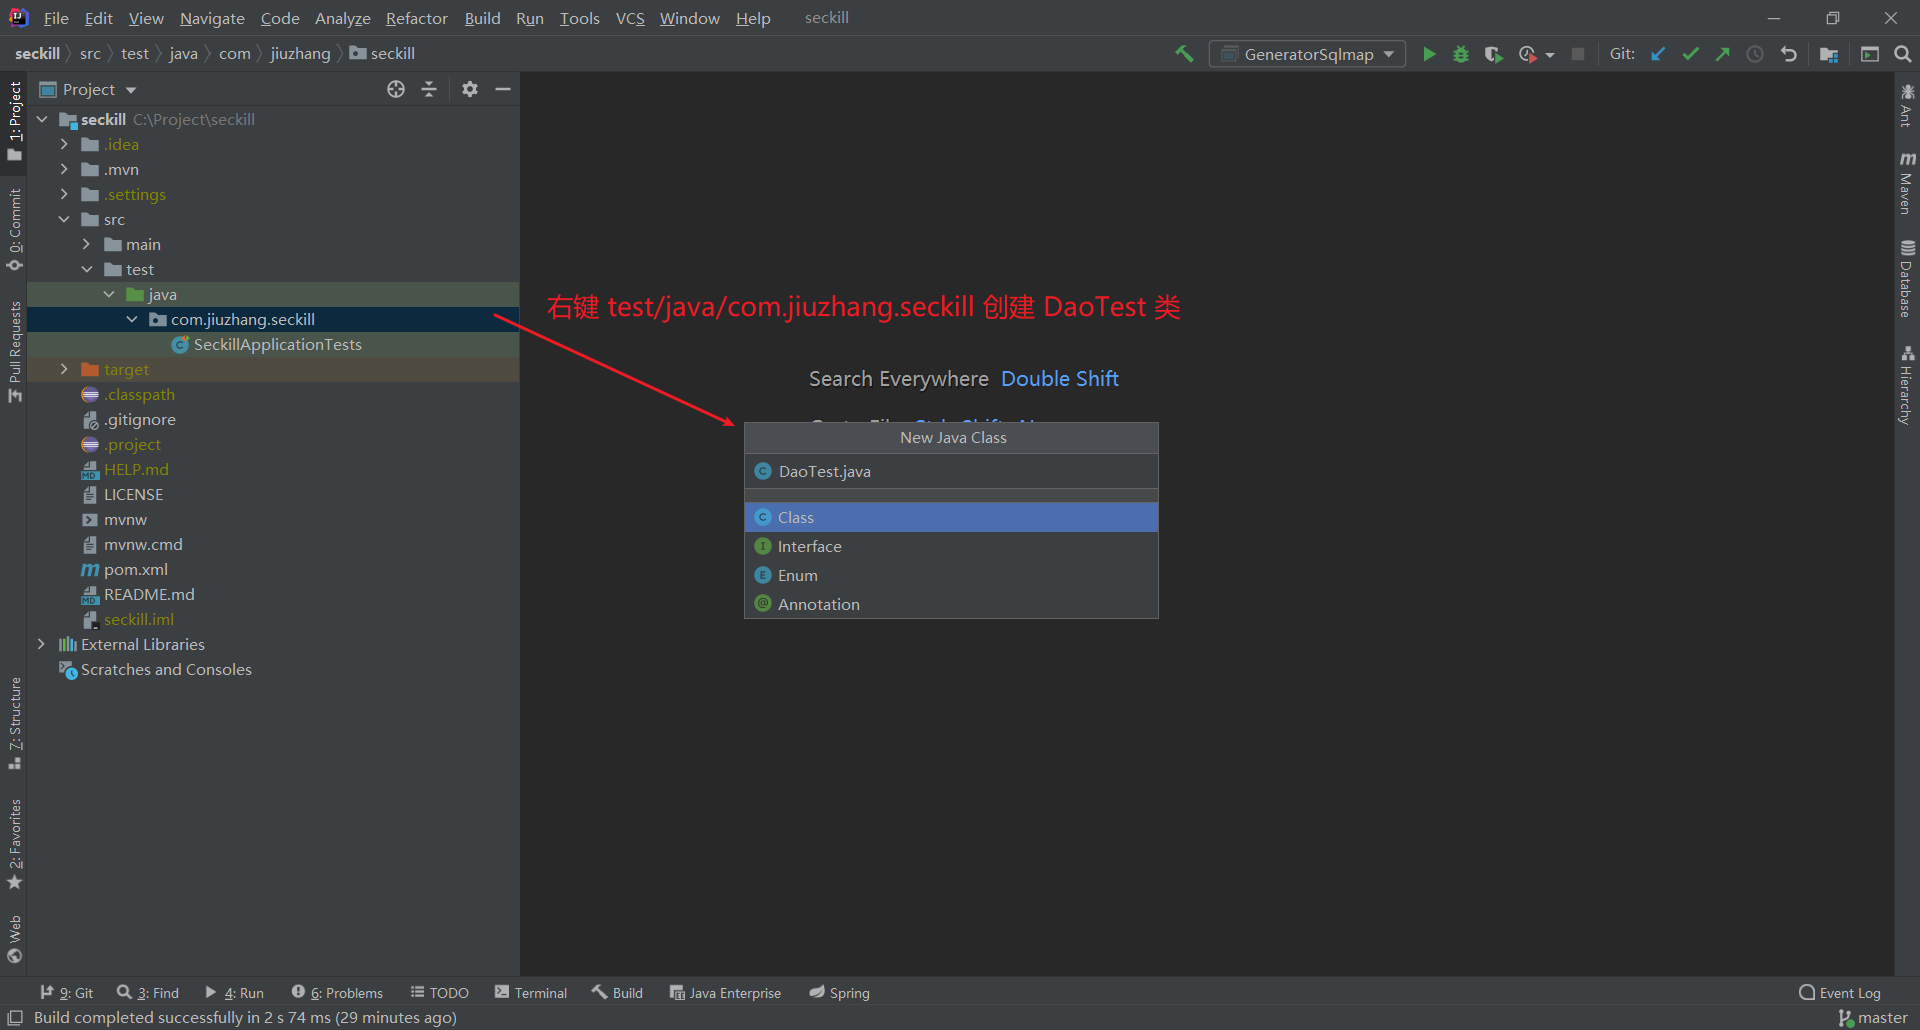 File Edit View Navigate Code Analyze Refactor Build Run Tools VCS Window Help seckill
seckill src test java com jiuzhang seckill
GeneratorSqlmap
Git:
Project
seckill C:\Project\seckill
.idea
.mvn
.settings
src
main
test
java
com.jiuzhang.seckill
SeckillApplicationTests
target
.classpath
.gitignore
.project
HELP.md
LICENSE
mvnw
mvnw.cmd
pom.xml
README.md
seckill.iml
External Libraries
Scratches and Consoles
1: Project
0: Commit
Pull Requests
7: Structure
2: Favorites
Web
右键 test/java/com.jiuzhang.seckill 创建 DaoTest 类
Search Everywhere Double Shift
New Java Class
DaoTest.java
Class
Interface
Enum
Annotation
Ant
Maven
Database
Hierarchy
9: Git 3: Find 4: Run 6: Problems TODO Terminal Build Java Enterprise Spring Event Log
Build completed successfully in 2 s 74 ms (29 minutes ago) master